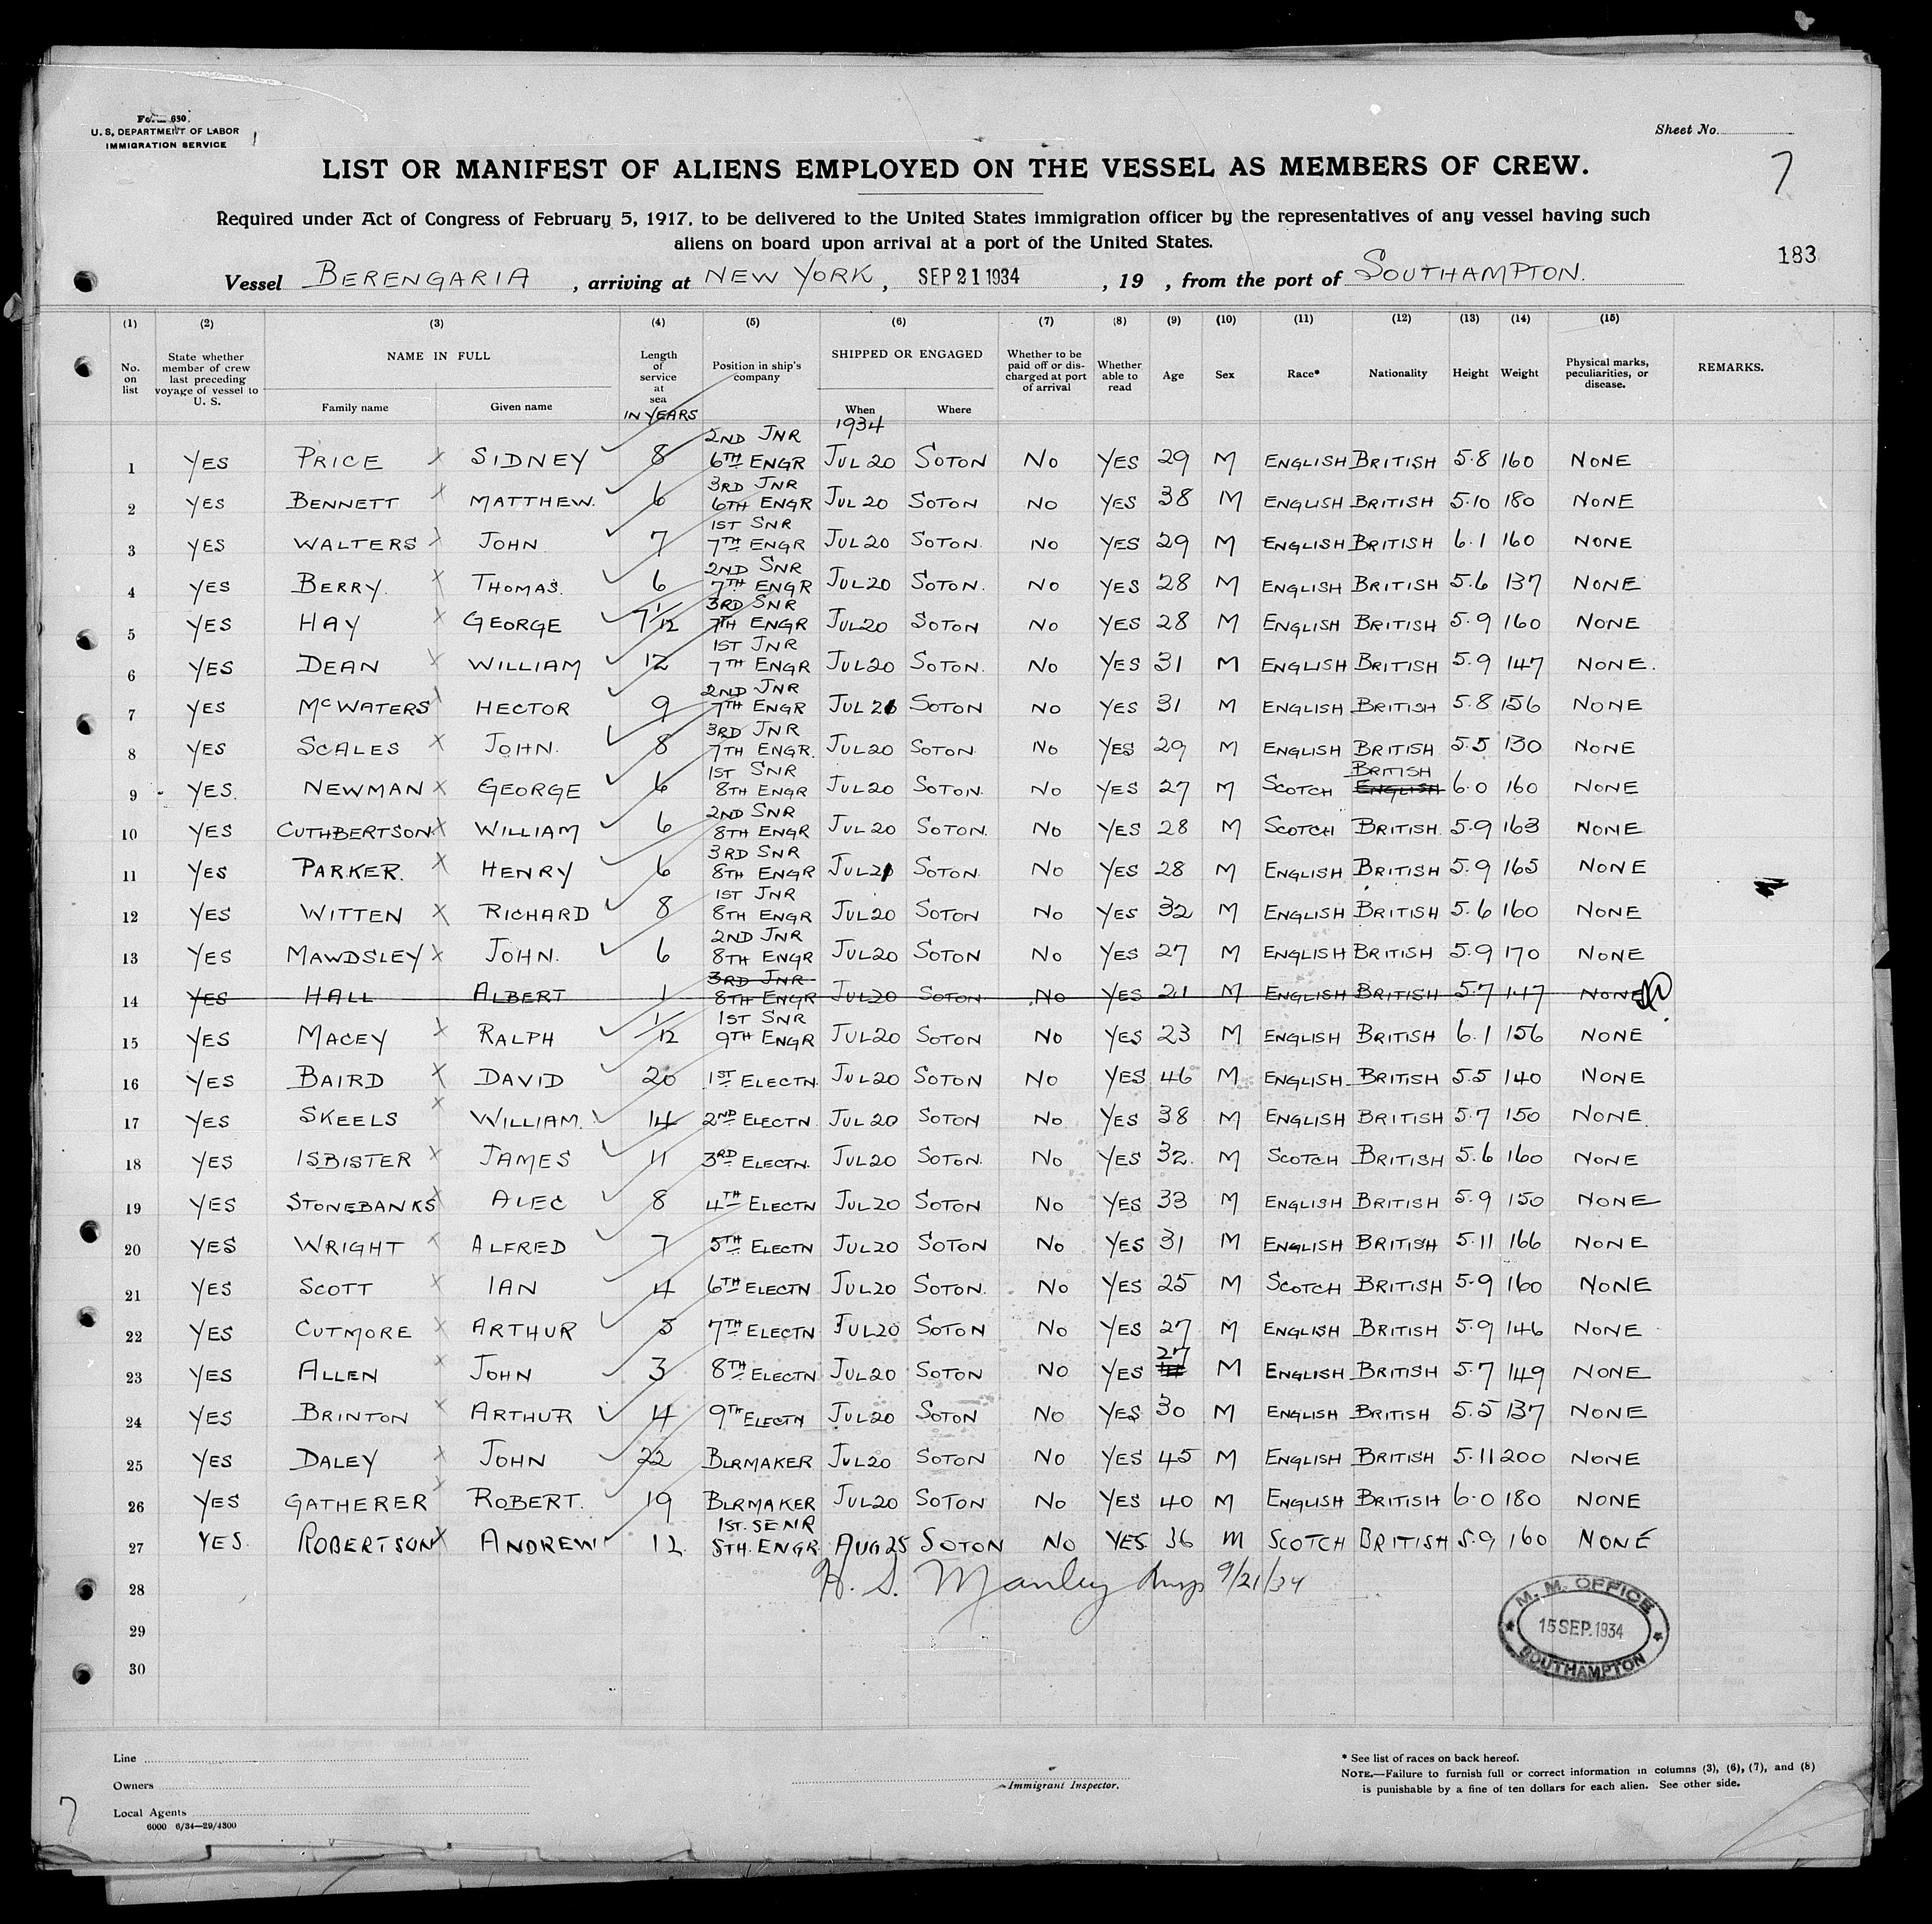 Form 630.
U. S. DEPARTMENT OF LABOR
IMMIGRATION SERVICE
Sheet No.
7
LIST OR MANIFEST OF ALIENS EMPLOYED ON THE VESSEL AS MEMBERS OF CREW.
Required under Act of Congress of February 5, 1917, to be delivered to the United States immigration officer by the representatives of any vessel having such
aliens on board upon arrival at a port of the United States.
183
Vessel BERENGARIA, arriving at NEW YORK, SEP 21 1934, 19 , from the port of SOUTHAMPTON.
(1) (2) (3) (4) (5) (6) (7) (8) (9) (10) (11) (12) (13) (14) (15)
No. on list State whether member of crew last preceding voyage of vessel to U. S. NAME IN FULL Family name Given name Length of service at sea IN YEARS Position in ship's company SHIPPED OR ENGAGED When 1934 Where Whether to be paid off or discharged at port of arrival Whether able to read Age Sex Race* Nationality Height Weight Physical marks, peculiarities, or disease. REMARKS.
1 YES PRICE X SIDNEY 8 2ND JNR 6TH ENGR JUL 20 SOTON NO YES 29 M ENGLISH BRITISH 5.8 160 NONE
2 YES BENNETT X MATTHEW. 6 3RD JNR 6TH ENGR JUL 20 SOTON NO YES 38 M ENGLISH BRITISH 5.10 180 NONE
3 YES WALTERS X JOHN 7 1ST SNR 7TH ENGR JUL 20 SOTON. NO YES 29 M ENGLISH BRITISH 6.1 160 NONE
4 YES BERRY. X THOMAS. 6 2ND SNR 7TH ENGR JUL 20 SOTON. NO YES 28 M ENGLISH BRITISH 5.6 137 NONE
5 YES HAY X GEORGE 7 1/12 3RD SNR 7TH ENGR JUL 20 SOTON NO YES 28 M ENGLISH BRITISH 5.9 160 NONE
6 YES DEAN X WILLIAM 12 1ST JNR 7TH ENGR JUL 20 SOTON. NO YES 31 M ENGLISH BRITISH 5.9 147 NONE.
7 YES McWATERS X HECTOR 9 2ND JNR 7TH ENGR JUL SOTON NO YES 31 M ENGLISH BRITISH 5.8 156 NONE
8 YES SCALES X JOHN. 8 3RD JNR 7TH ENGR. JUL 20 SOTON NO YES 29 M ENGLISH BRITISH 5.5 130 NONE
9 YES. NEWMAN X GEORGE 6 1ST SNR 8TH ENGR JUL 20 SOTON. NO YES 27 M SCOTCH BRITISH ENGLISH 6.0 160 NONE
10 YES CUTHBERTSON X WILLIAM 6 2ND SNR 8TH ENGR JUL 20 SOTON. NO YES 28 M SCOTCH BRITISH. 5.9 163 NONE
11 YES PARKER. X HENRY 6 3RD SNR 8TH ENGR JUL 21 SOTON NO YES 28 M ENGLISH BRITISH 5.9 165 NONE
12 YES WITTEN X RICHARD 8 1ST JNR 8TH ENGR JUL 20 SOTON NO YES 32 M ENGLISH BRITISH 5.6 160 NONE
13 YES MAWDSLEY X JOHN. 6 2ND JNR 8TH ENGR JUL 20 SOTON NO YES 27 M ENGLISH BRITISH 5.9 170 NONE
14 YES HALL ALBERT 1 3RD JNR 8TH ENGR JUL 20 SOTON NO YES 21 M ENGLISH BRITISH 5.7 147 NONE
15 YES MACEY X RALPH 1/12 1ST SNR 9TH ENGR JUL 20 SOTON NO YES 23 M ENGLISH BRITISH 6.1 156 NONE
16 YES BAIRD X DAVID 20 1ST ELECTN. JUL 20 SOTON NO YES 46 M ENGLISH BRITISH 5.5 140 NONE
17 YES SKEELS X WILLIAM. 14 2ND ELECTN. JUL 20 SOTON NO YES 38 M ENGLISH BRITISH 5.7 150 NONE.
18 YES ISBISTER X JAMES 11 3RD ELECTN. JUL 20 SOTON. NO YES 32. M SCOTCH BRITISH 5.6 160 NONE
19 YES STONEBANKS X ALEC 8 4TH ELECTN JUL 20 SOTON NO YES 33 M ENGLISH BRITISH 5.9 150 NONE
20 YES WRIGHT X ALFRED 7 5TH ELECTN JUL 20 SOTON NO YES 31 M ENGLISH BRITISH 5.11 166 NONE
21 YES SCOTT X IAN 4 6TH ELECTN JUL 20 SOTON. NO YES 25 M SCOTCH BRITISH 5.9 160 NONE
22 YES CUTMORE X ARTHUR 5 7TH ELECTN JUL 20 SOTON NO YES 27 M ENGLISH BRITISH 5.9 146 NONE
23 YES ALLEN X JOHN 3 8TH ELECTN JUL 20 SOTON NO YES 27 M ENGLISH BRITISH 5.7 149 NONE
24 YES BRINTON X ARTHUR 4 9TH ELECTN JUL 20 SOTON NO YES 30 M ENGLISH BRITISH 5.5 137 NONE
25 YES DALEY X JOHN 22 BLRMAKER JUL 20 SOTON NO YES 45 M ENGLISH BRITISH 5.11 200 NONE
26 YES GATHERER X ROBERT. 19 BLRMAKER JUL 20 SOTON NO YES 40 M ENGLISH BRITISH 6.0 180 NONE
27 YES. ROBERTSON X ANDREW 12 1ST. SENR 5TH. ENGR AUG 25 SOTON NO YES 36 M SCOTCH BRITISH 5.9 160 NONE
28 H. S. Manley 9/21/34
29
30
M. M. OFFICE
15 SEP. 1934
SOUTHAMPTON
Line
Owners
Local Agents
6000 6/34—29/4300
Immigrant Inspector.
* See list of races on back hereof.
NOTE.—Failure to furnish full or correct information in columns (3), (6), (7), and (8)
is punishable by a fine of ten dollars for each alien. See other side.
7